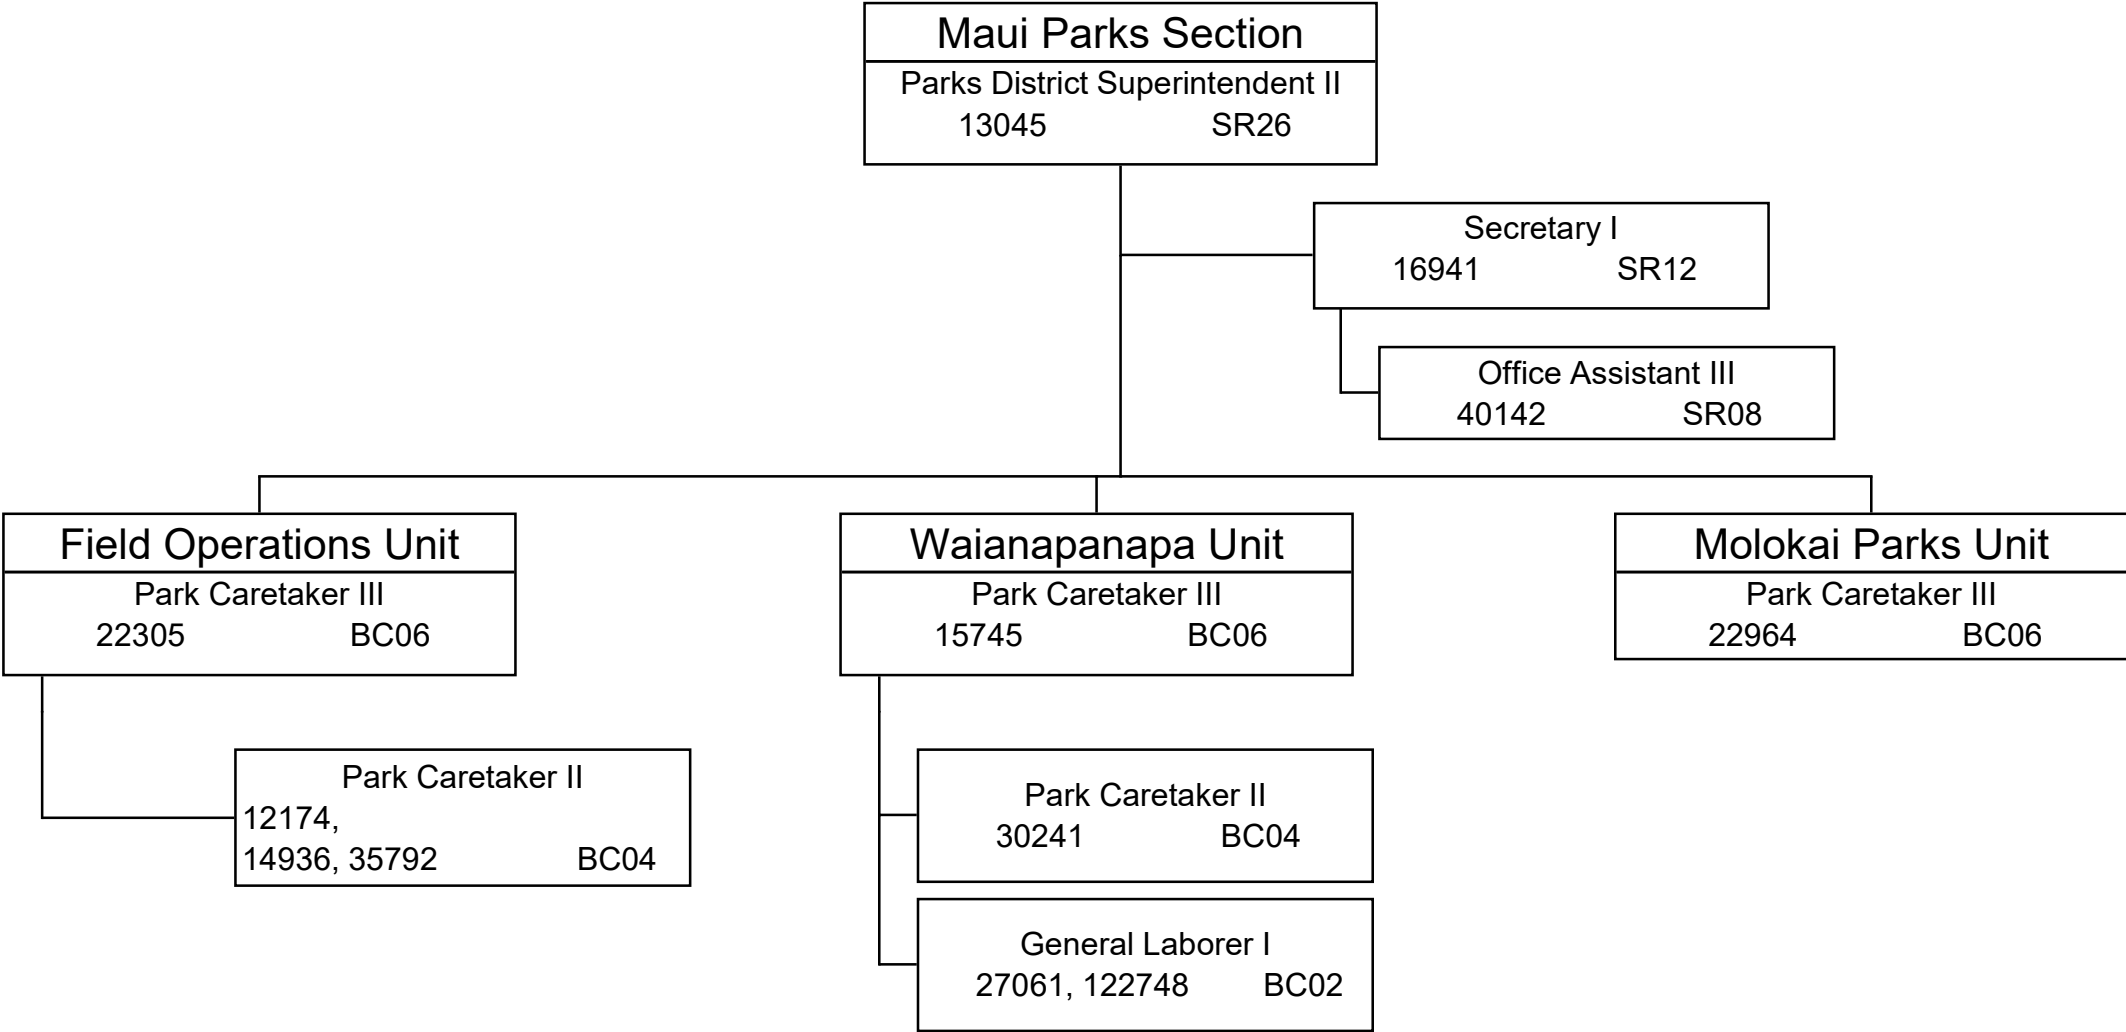 Maui Parks Section
Parks District Superintendent II
13045 SR26
Secretary I
16941 SR12
Office Assistant III
40142 SR08
Field Operations Unit
Park Caretaker III
22305 BC06
Park Caretaker II
12174,
14936, 35792 BC04
Waianapanapa Unit
Park Caretaker III
15745 BC06
Park Caretaker II
30241 BC04
General Laborer I
27061, 122748 BC02
Molokai Parks Unit
Park Caretaker III
22964 BC06